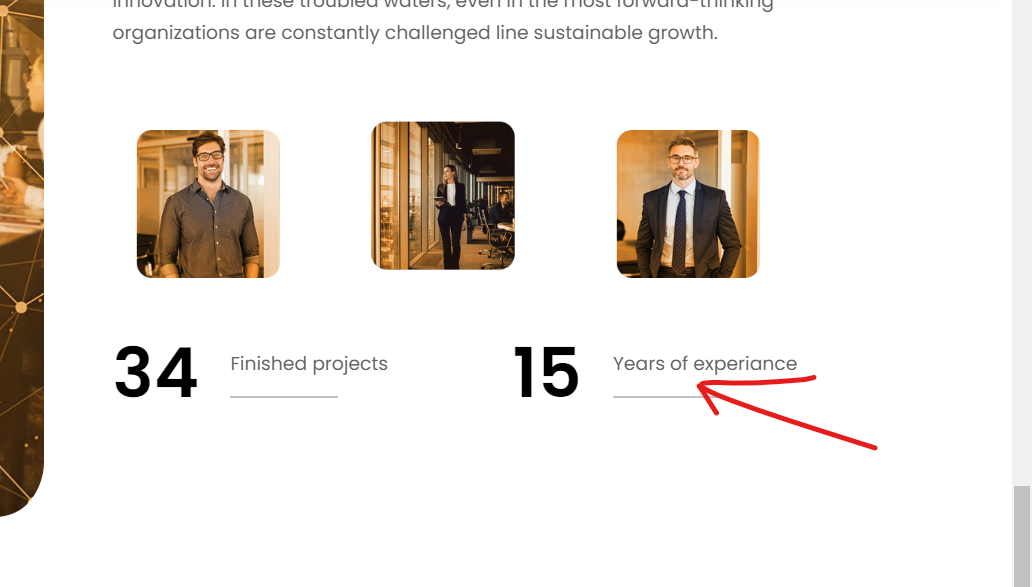 innovation. In these troubled waters, even in the most forward-thinking
organizations are constantly challenged line sustainable growth.
34 Finished projects
15 Years of experiance